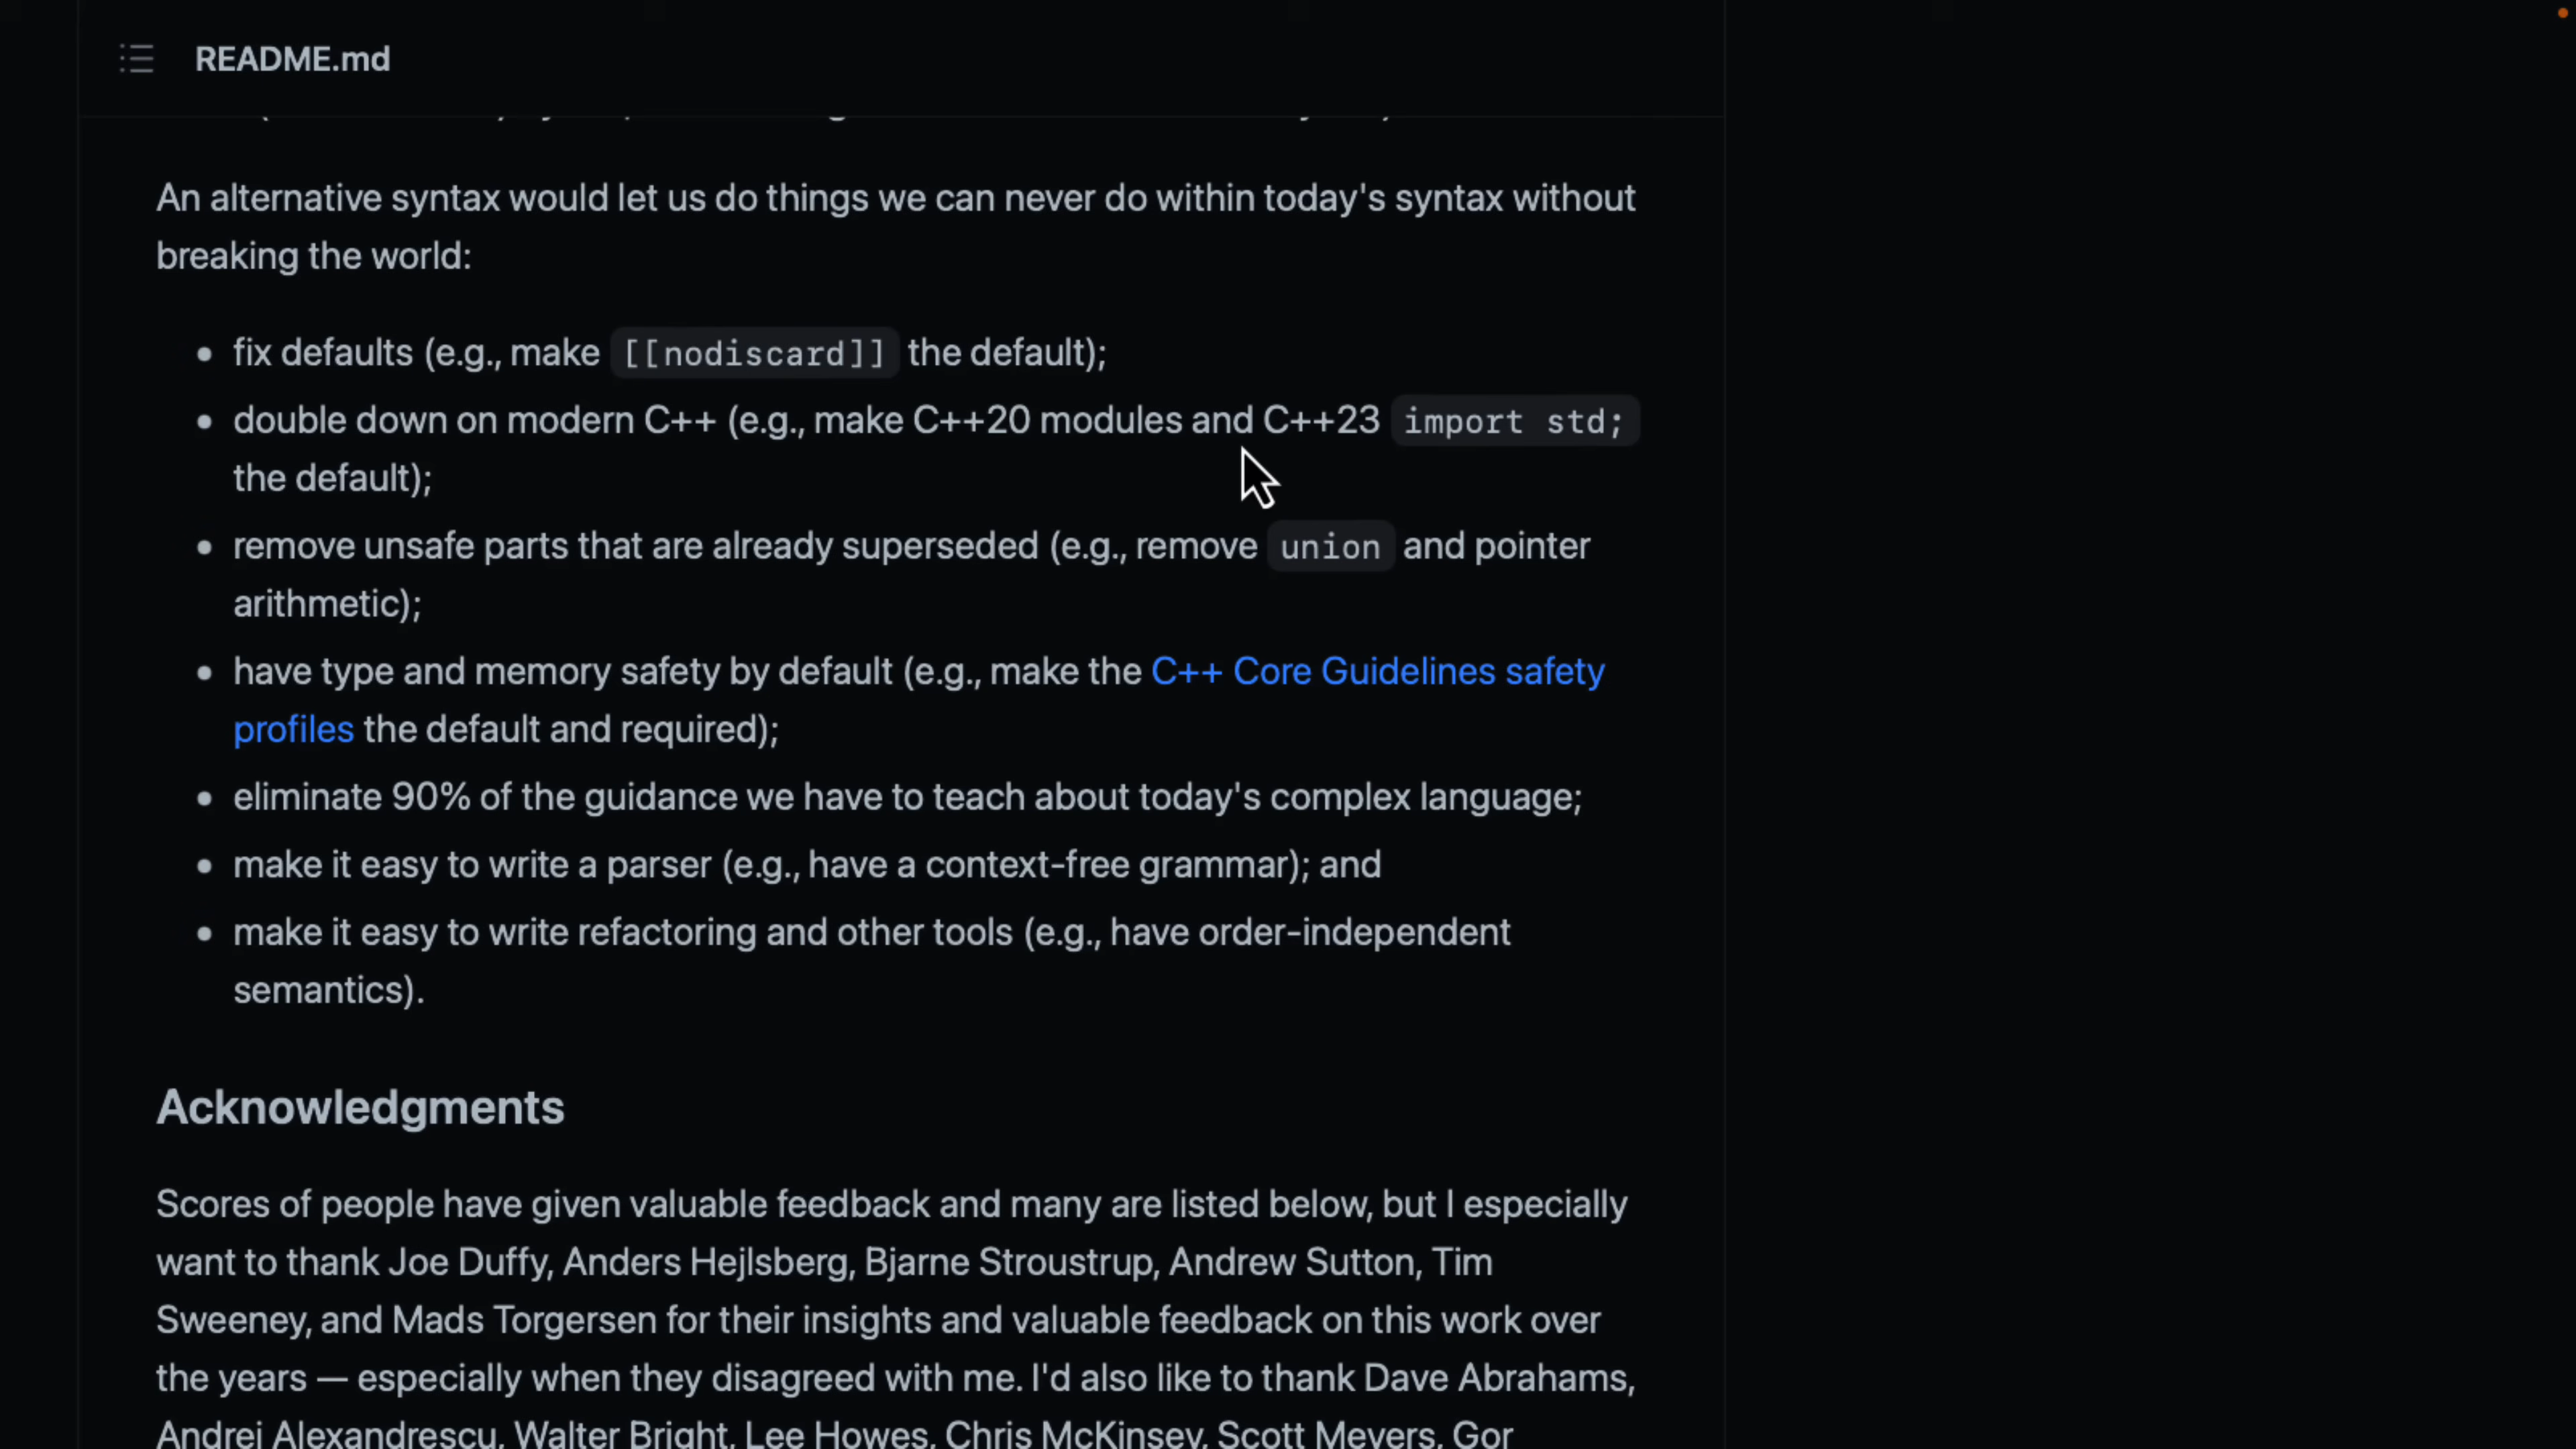 README.md
An alternative syntax would let us do things we can never do within today's syntax without
breaking the world:
• fix defaults (e.g., make [[nodiscard]] the default);
• double down on modern C++ (e.g., make C++20 modules and C++23 import std;
the default);
• remove unsafe parts that are already superseded (e.g., remove union and pointer
arithmetic);
• have type and memory safety by default (e.g., make the C++ Core Guidelines safety
profiles the default and required);
• eliminate 90% of the guidance we have to teach about today's complex language;
• make it easy to write a parser (e.g., have a context-free grammar); and
• make it easy to write refactoring and other tools (e.g., have order-independent
semantics).
Acknowledgments
Scores of people have given valuable feedback and many are listed below, but I especially
want to thank Joe Duffy, Anders Hejlsberg, Bjarne Stroustrup, Andrew Sutton, Tim
Sweeney, and Mads Torgersen for their insights and valuable feedback on this work over
the years — especially when they disagreed with me. I'd also like to thank Dave Abrahams,
Andrei Alexandrescu, Walter Bright, Lee Howes, Chris McKinsey, Scott Meyers, Gor